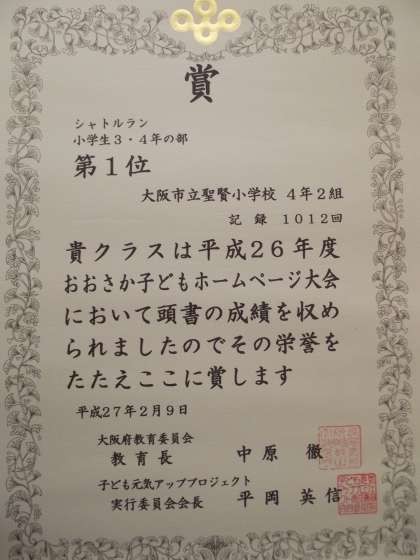 賞
シャトルラン
小学生３・４年の部
第１位
大阪市立聖賢小学校　４年２組
記　録　１０１２回
貴クラスは平成２６年度
おおさか子どもホームページ大会
において頭書の成績を収め
られましたのでその栄誉を
たたえここに賞します
平成２７年２月９日
大阪府教育委員会
教育長　中原　徹
子ども元気アッププロジェクト
実行委員会会長　平岡　英信